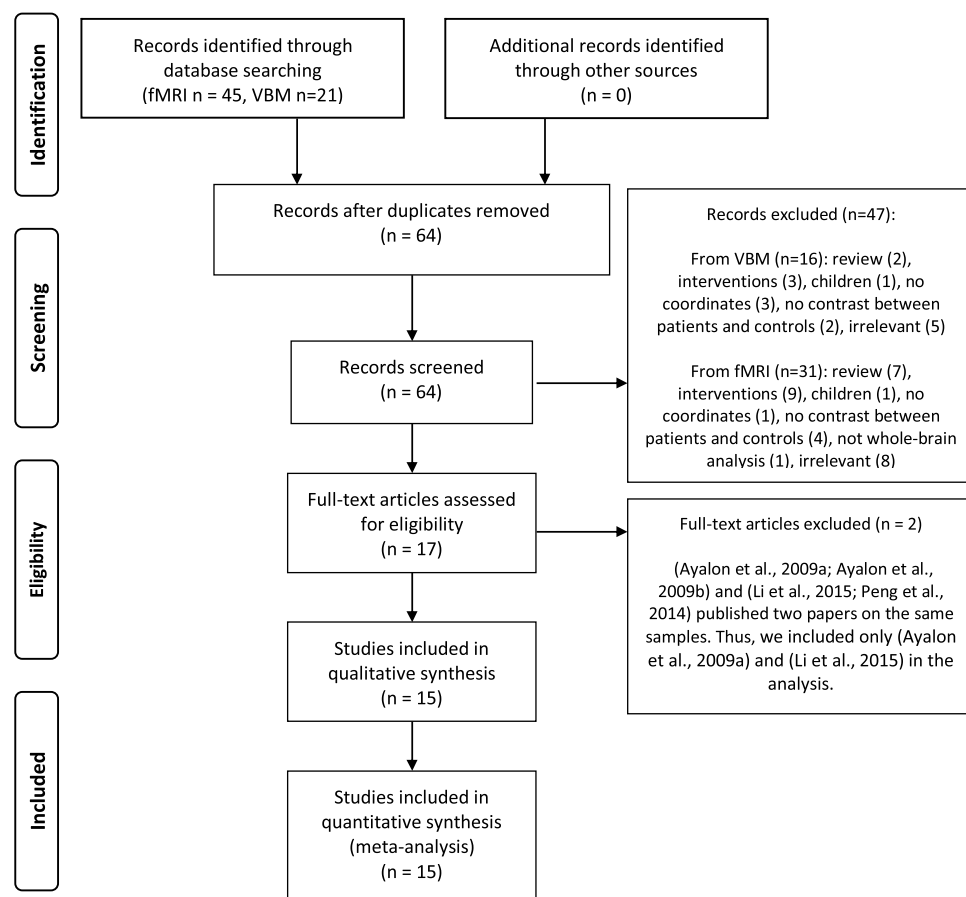 Identification
Records identified through
database searching
(fMRI n = 45, VBM n=21)
Additional records identified
through other sources
(n = 0)
Records after duplicates removed
(n = 64)
Screening
Records screened
(n = 64)
Records excluded (n=47):
From VBM (n=16): review (2),
interventions (3), children (1), no
coordinates (3), no contrast between
patients and controls (2), irrelevant (5)
From fMRI (n=31): review (7),
interventions (9), children (1), no
coordinates (1), no contrast between
patients and controls (4), not whole-brain
analysis (1), irrelevant (8)
Eligibility
Full-text articles assessed
for eligibility
(n = 17)
Full-text articles excluded (n = 2)
(Ayalon et al., 2009a; Ayalon et al.,
2009b) and (Li et al., 2015; Peng et al.,
2014) published two papers on the same
samples. Thus, we included only (Ayalon
et al., 2009a) and (Li et al., 2015) in the
analysis.
Studies included in
qualitative synthesis
(n = 15)
Included
Studies included in
quantitative synthesis
(meta-analysis)
(n = 15)